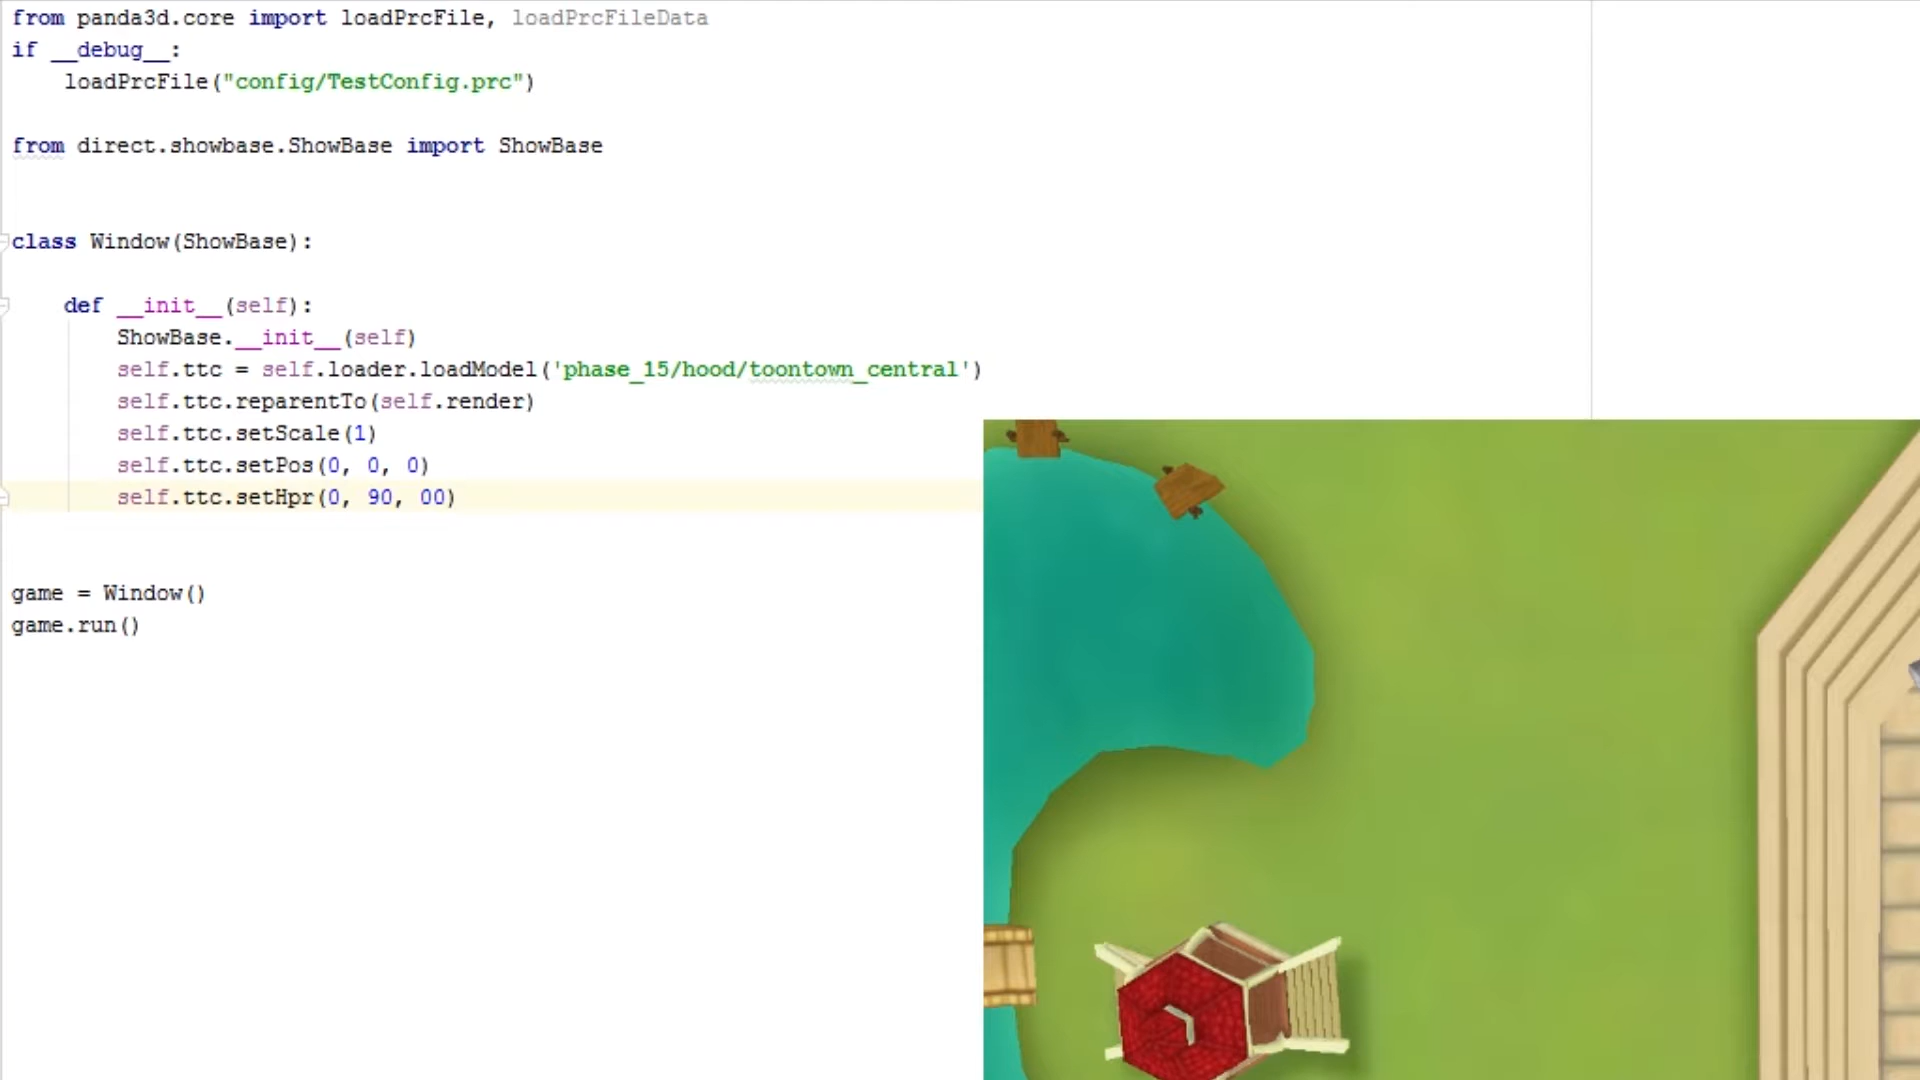 from panda3d.core import loadPrcFile, loadPrcFileData
if __debug__:
    loadPrcFile("config/TestConfig.prc")
from direct.showbase.ShowBase import ShowBase
class Window(ShowBase):
    def __init__(self):
        ShowBase.__init__(self)
        self.ttc = self.loader.loadModel('phase_15/hood/toontown_central')
        self.ttc.reparentTo(self.render)
        self.ttc.setScale(1)
        self.ttc.setPos(0, 0, 0)
        self.ttc.setHpr(0, 90, 00)
game = Window()
game.run()